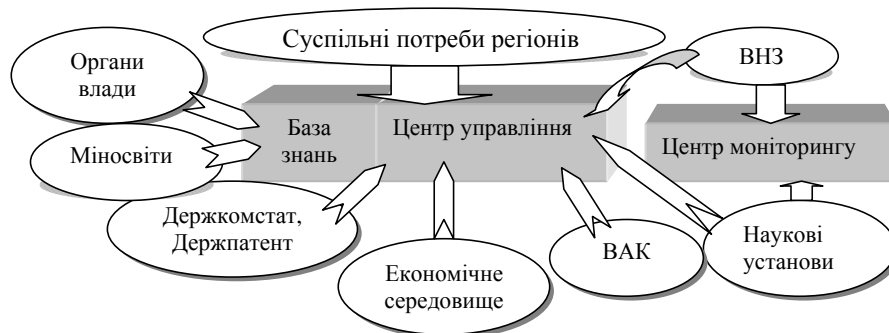 Суспільні потреби регіонів
Органи
влади
ВНЗ
База
знань
Центр управління
Центр моніторингу
Міносвіти
Держкомстат,
Держпатент
Економічне
середовище
ВАК
Наукові
установи